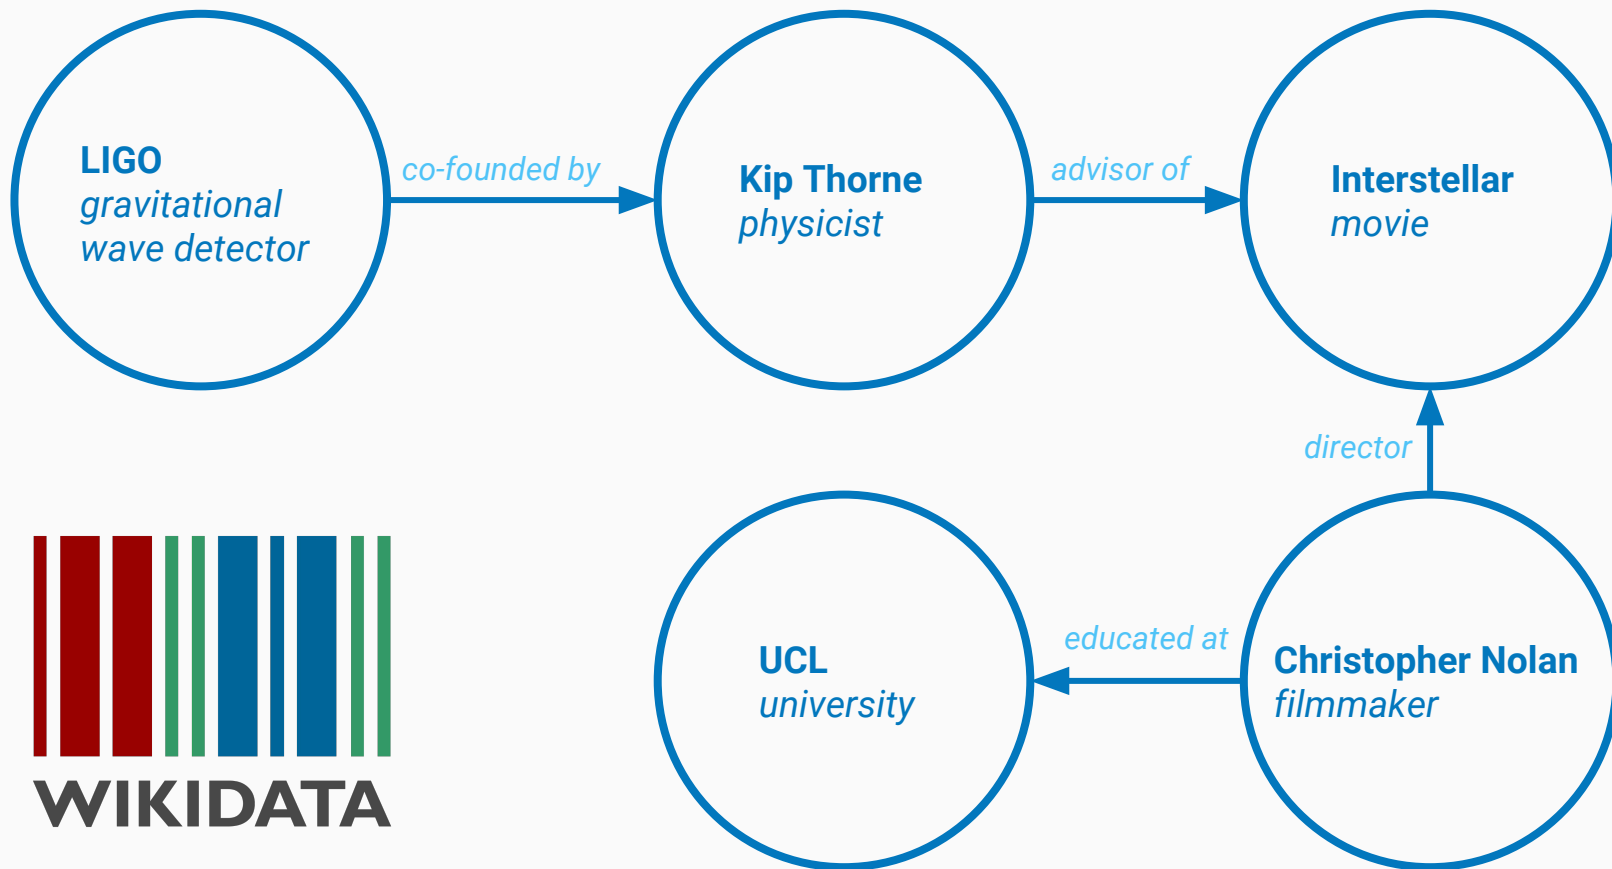 LIGO
gravitational
wave detector
co-founded by
Kip Thorne
physicist
advisor of
Interstellar
movie
director
UCL
university
educated at
Christopher Nolan
filmmaker
WIKIDATA